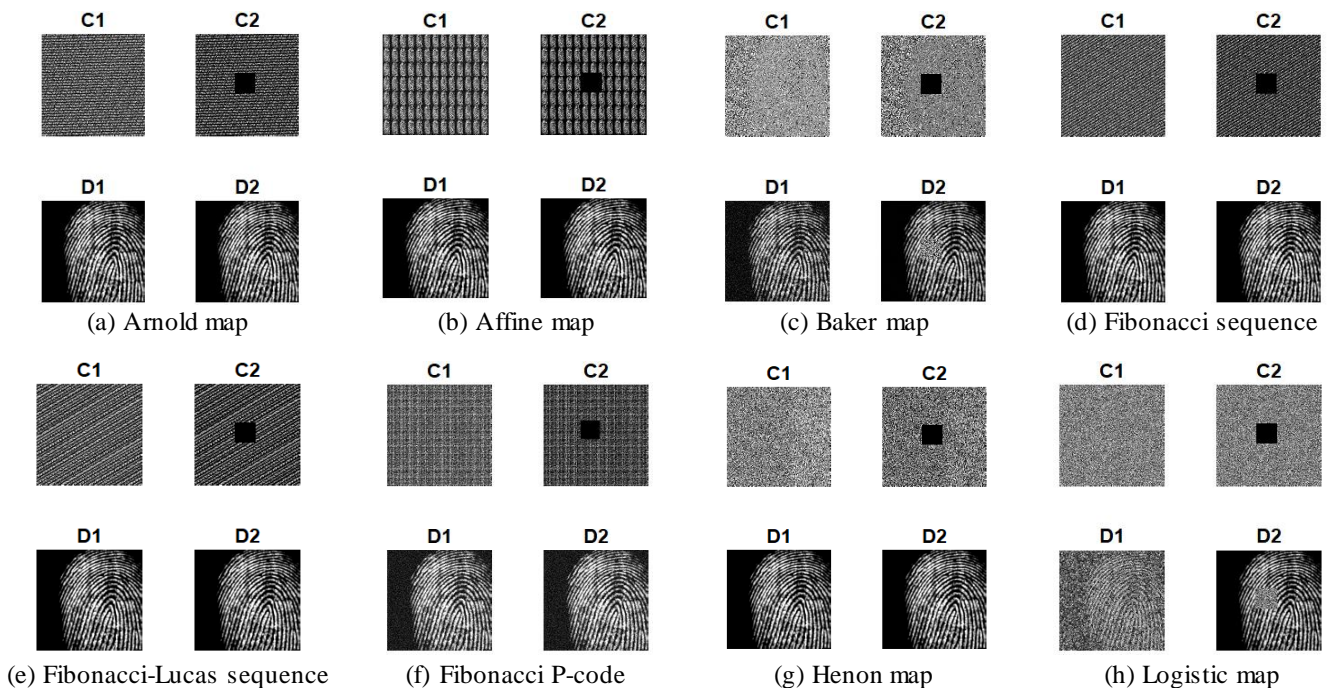 C1 C2 C1 C2 C1 C2 C1 C2
D1 D2 D1 D2 D1 D2 D1 D2
(a) Arnold map (b) Affine map (c) Baker map (d) Fibonacci sequence
C1 C2 C1 C2 C1 C2 C1 C2
D1 D2 D1 D2 D1 D2 D1 D2
(e) Fibonacci-Lucas sequence (f) Fibonacci P-code (g) Henon map (h) Logistic map